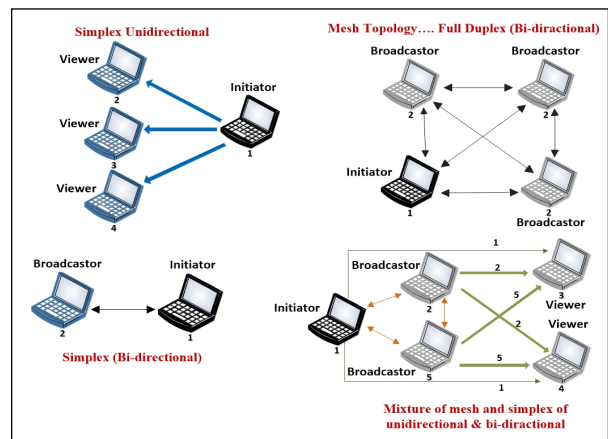 Simplex Unidirectional
Viewer
2
Initiator
Viewer
3
1
Viewer
4
Mesh Topology.... Full Duplex (Bi-diractional)
Broadcastor
Broadcastor
2
2
Initiator
1
2
Broadcastor
Broadcastor
Initiator
2
1
Simplex (Bi-directional)
1
Broadcastor
2
3
Initiator
2
5
Viewer
Viewer
1
2
Broadcastor
5
5
4
1
Mixture of mesh and simplex of
unidirectional & bi-diractional